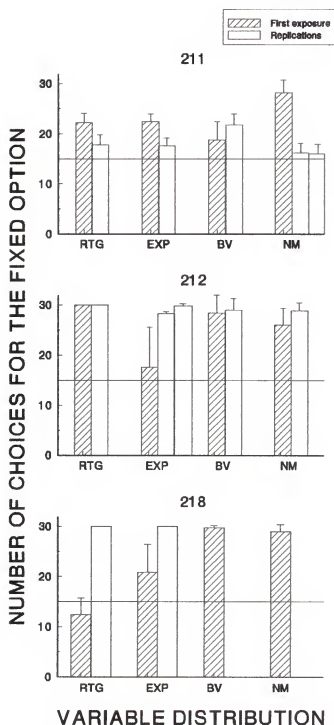 First exposure
Replications
211
NUMBER OF CHOICES FOR THE FIXED OPTION
30
20
10
0
RTG EXP BV NM
212
30
20
10
0
RTG EXP BV NM
218
30
20
10
0
RTG EXP BV NM
VARIABLE DISTRIBUTION